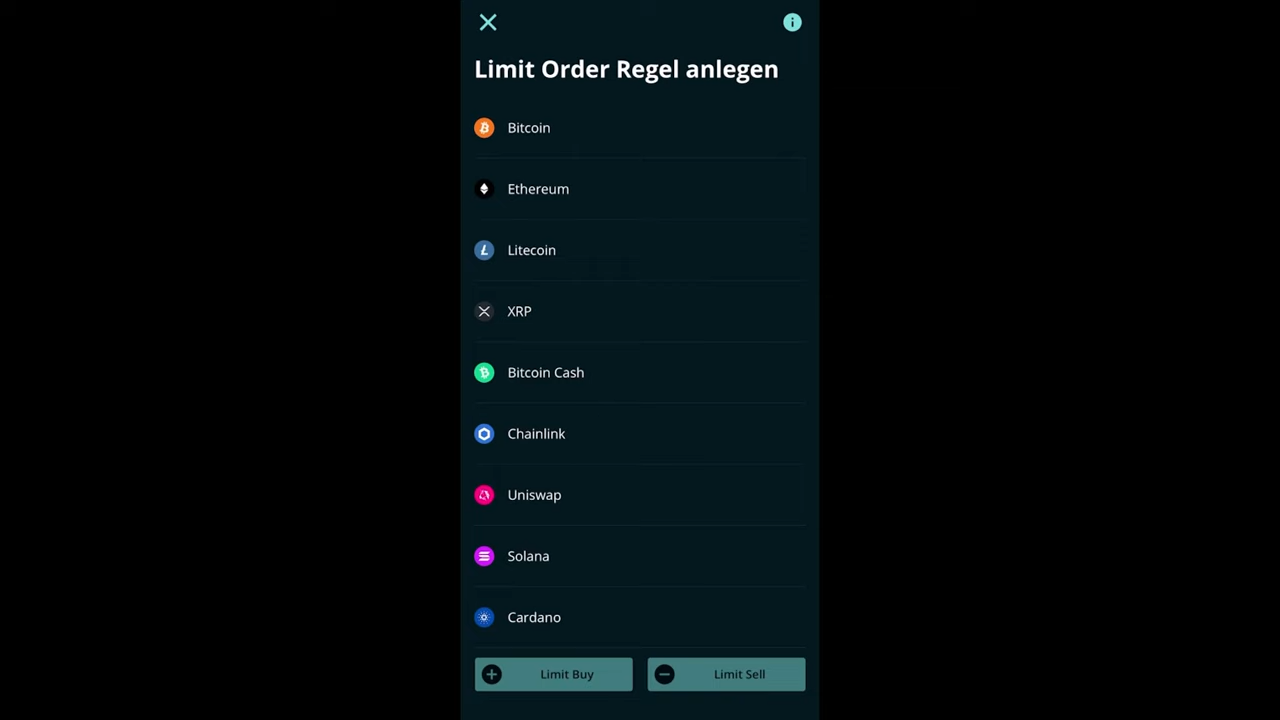 Limit Order Regel anlegen
Bitcoin
Ethereum
Litecoin
XRP
Bitcoin Cash
Chainlink
Uniswap
Solana
Cardano
Limit Buy
Limit Sell